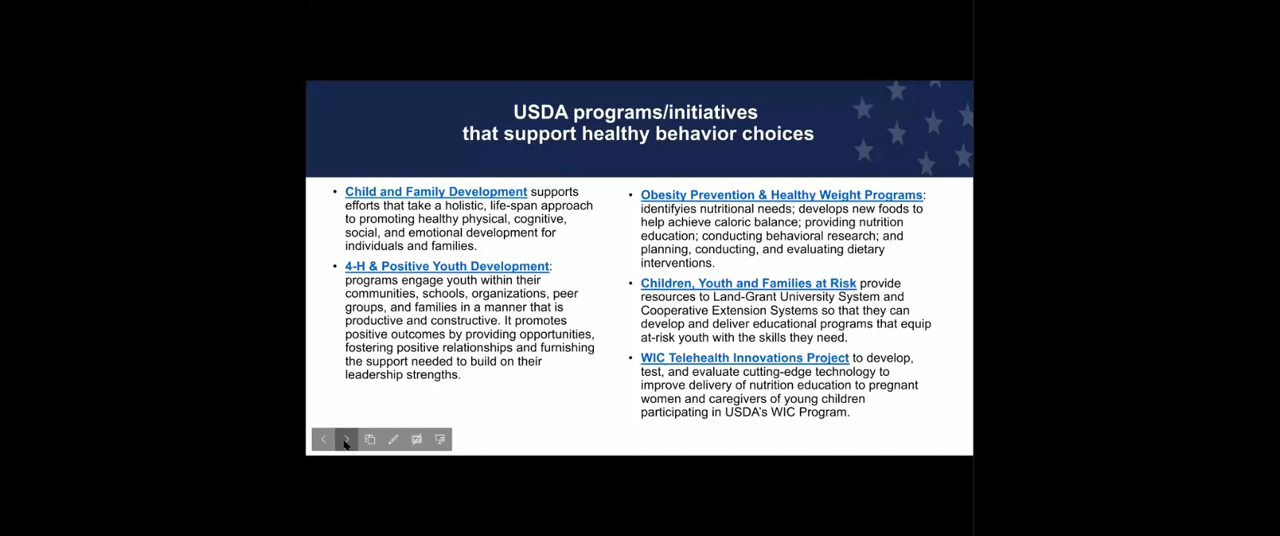 USDA programs/initiatives
that support healthy behavior choices
• Child and Family Development supports
efforts that take a holistic, life-span approach
to promoting healthy physical, cognitive,
social, and emotional development for
individuals and families.
• 4-H & Positive Youth Development:
programs engage youth within their
communities, schools, organizations, peer
groups, and families in a manner that is
productive and constructive. It promotes
positive outcomes by providing opportunities,
fostering positive relationships and furnishing
the support needed to build on their
leadership strengths.
• Obesity Prevention & Healthy Weight Programs:
identifyies nutritional needs; develops new foods to
help achieve caloric balance; providing nutrition
education; conducting behavioral research; and
planning, conducting, and evaluating dietary
interventions.
• Children, Youth and Families at Risk provide
resources to Land-Grant University System and
Cooperative Extension Systems so that they can
develop and deliver educational programs that equip
at-risk youth with the skills they need.
• WIC Telehealth Innovations Project to develop,
test, and evaluate cutting-edge technology to
improve delivery of nutrition education to pregnant
women and caregivers of young children
participating in USDA's WIC Program.